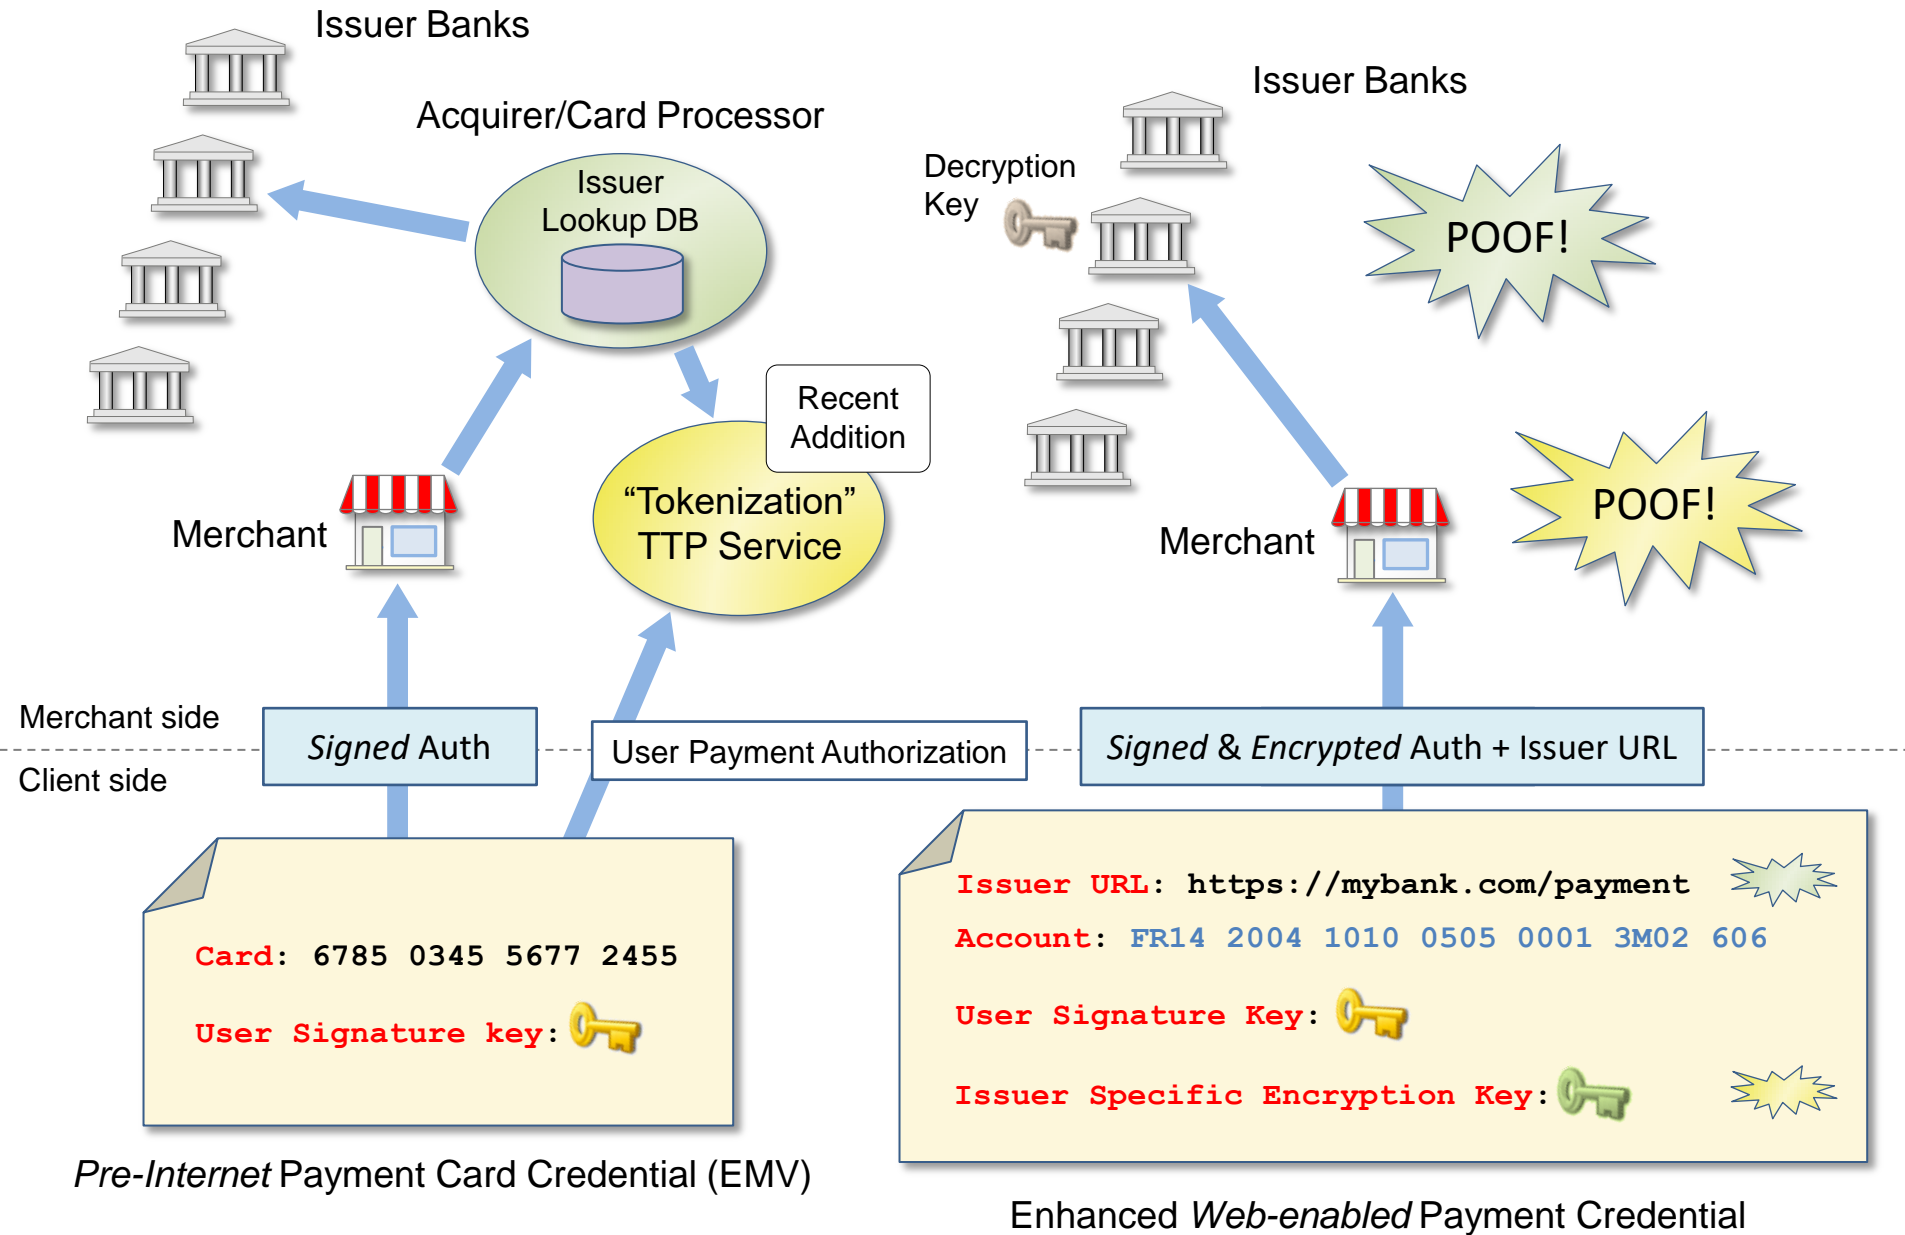 Issuer Banks
Acquirer/Card Processor
Issuer
Lookup DB
Recent
Addition
“Tokenization”
TTP Service
Merchant
Issuer Banks
Decryption
Key
POOF!
POOF!
Merchant
Merchant side
Client side
Signed Auth
User Payment Authorization
Signed & Encrypted Auth + Issuer URL
Card: 6785 0345 5677 2455
User Signature key:
Pre-Internet Payment Card Credential (EMV)
Issuer URL: https://mybank.com/payment
Account: FR14 2004 1010 0505 0001 3M02 606
User Signature Key:
Issuer Specific Encryption Key:
Enhanced Web-enabled Payment Credential